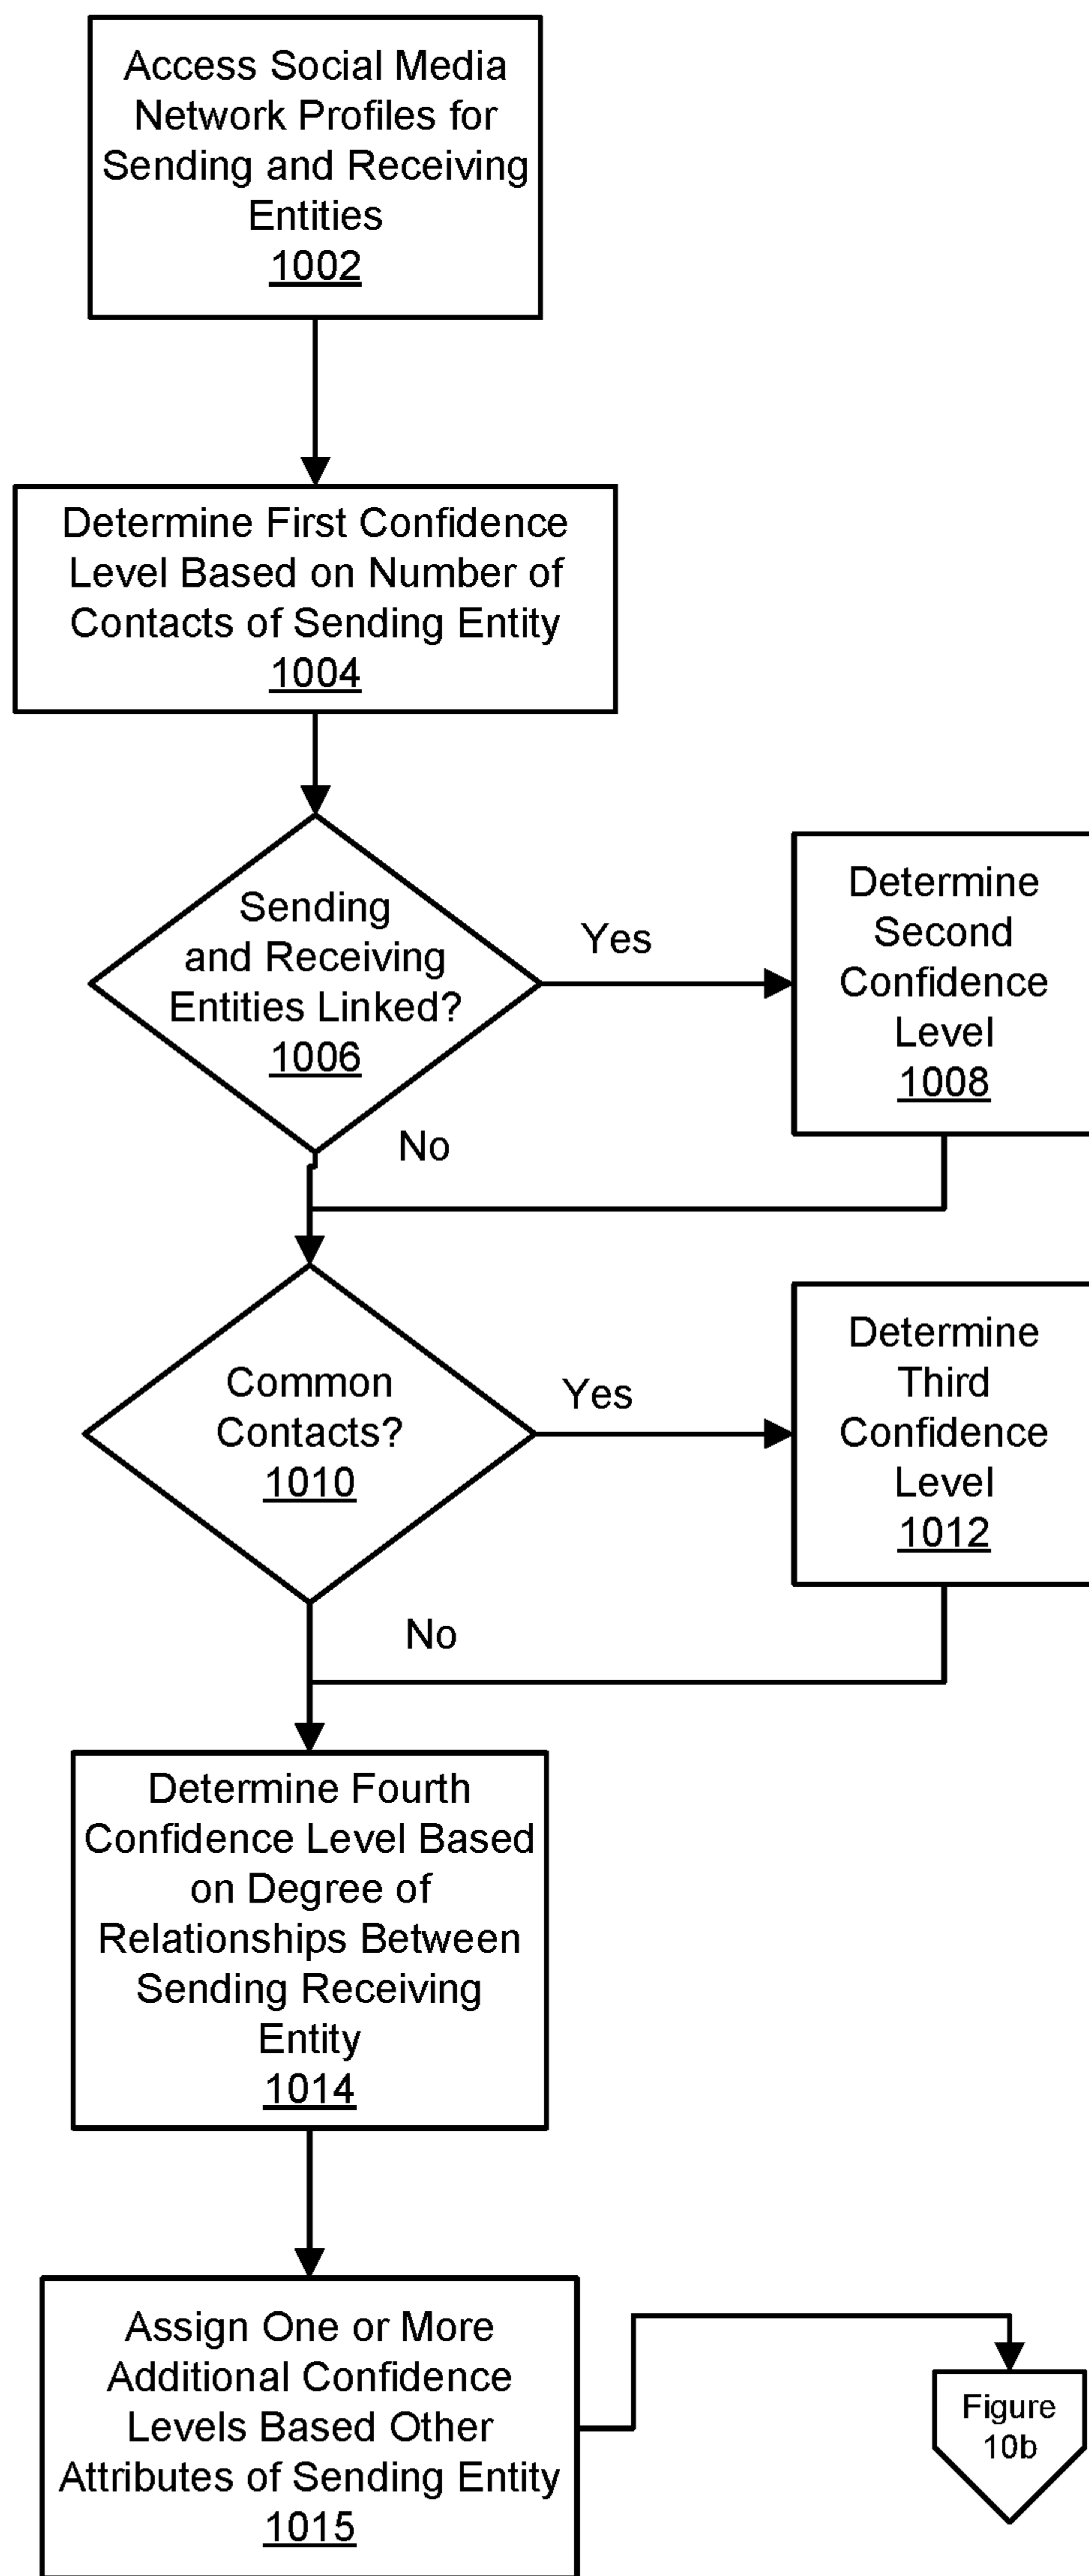 Access Social Media
Network Profiles for
Sending and Receiving
Entities
1002
Determine First Confidence
Level Based on Number of
Contacts of Sending Entity
1004
Sending
and Receiving
Entities Linked?
1006
Yes
Determine
Second
Confidence
Level
1008
No
Common
Contacts?
1010
Yes
Determine
Third
Confidence
Level
1012
No
Determine Fourth
Confidence Level Based
on Degree of
Relationships Between
Sending Receiving
Entity
1014
Assign One or More
Additional Confidence
Levels Based Other
Attributes of Sending Entity
1015
Figure
10b